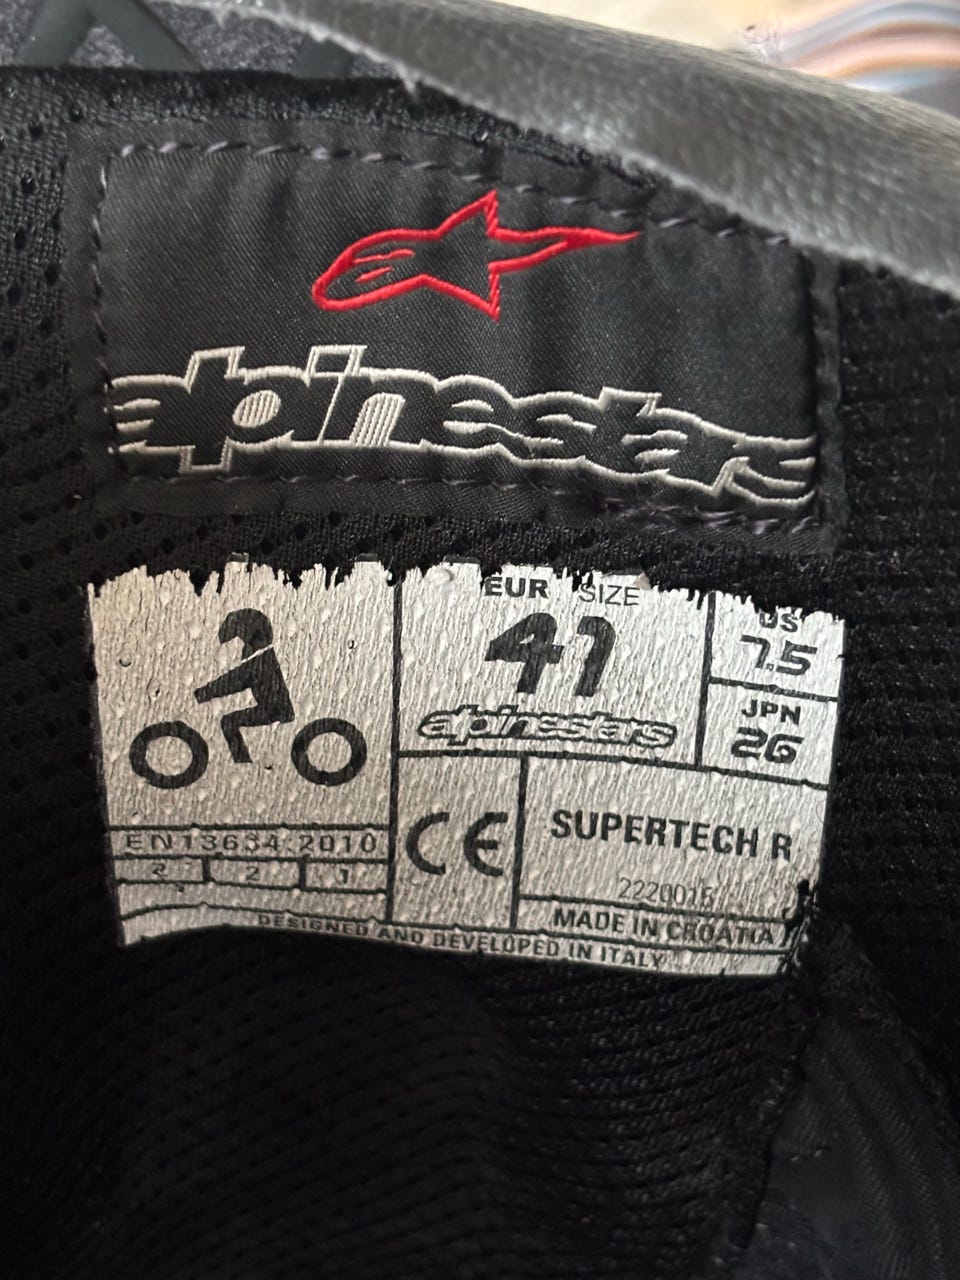 alpinestars
EUR SIZE
41
alpinestars
US
7.5
JPN
26
EN13634:2010
2 2 1
CE
SUPERTECH R
2220015
MADE IN CROATIA
DESIGNED AND DEVELOPED IN ITALY